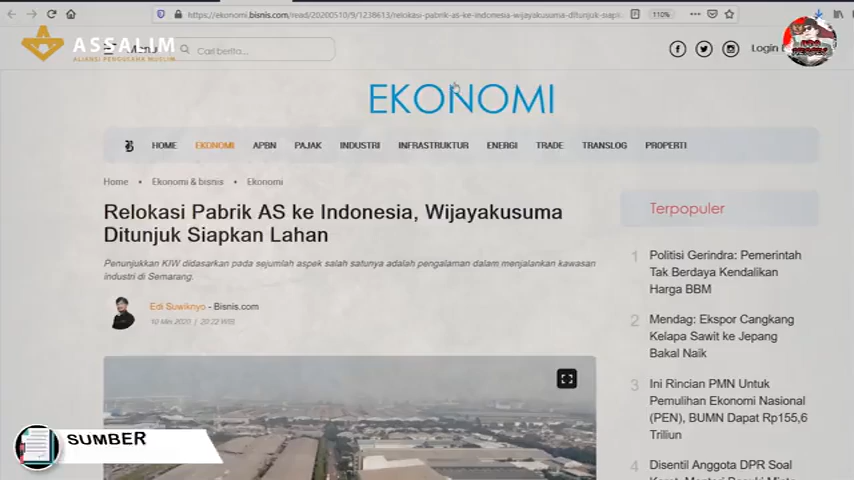 https://ekonomi.bisnis.com/read/20200510/9/1238613/relokasi-pabrik-as-ke-indonesia-wijayakusuma-ditunjuk-siap
110%
ASSALIM
ALIANSI PENGUSAHA MUSLIM
Menu
Cari berita...
Login
EKONOMI
HOME EKONOMI APBN PAJAK INDUSTRI INFRASTRUKTUR ENERGI TRADE TRANSLOG PROPERTI
Home • Ekonomi & bisnis • Ekonomi
Relokasi Pabrik AS ke Indonesia, Wijayakusuma
Ditunjuk Siapkan Lahan
Penunjukkan KIW didasarkan pada sejumlah aspek salah satunya adalah pengalaman dalam menjalankan kawasan
industri di Semarang.
Edi Suwiknyo - Bisnis.com
10 Mei 2020 | 20:22 WIB
Terpopuler
1 Politisi Gerindra: Pemerintah
Tak Berdaya Kendalikan
Harga BBM
2 Mendag: Ekspor Cangkang
Kelapa Sawit ke Jepang
Bakal Naik
3 Ini Rincian PMN Untuk
Pemulihan Ekonomi Nasional
(PEN), BUMN Dapat Rp155,6
Triliun
4 Disentil Anggota DPR Soal
SUMBER